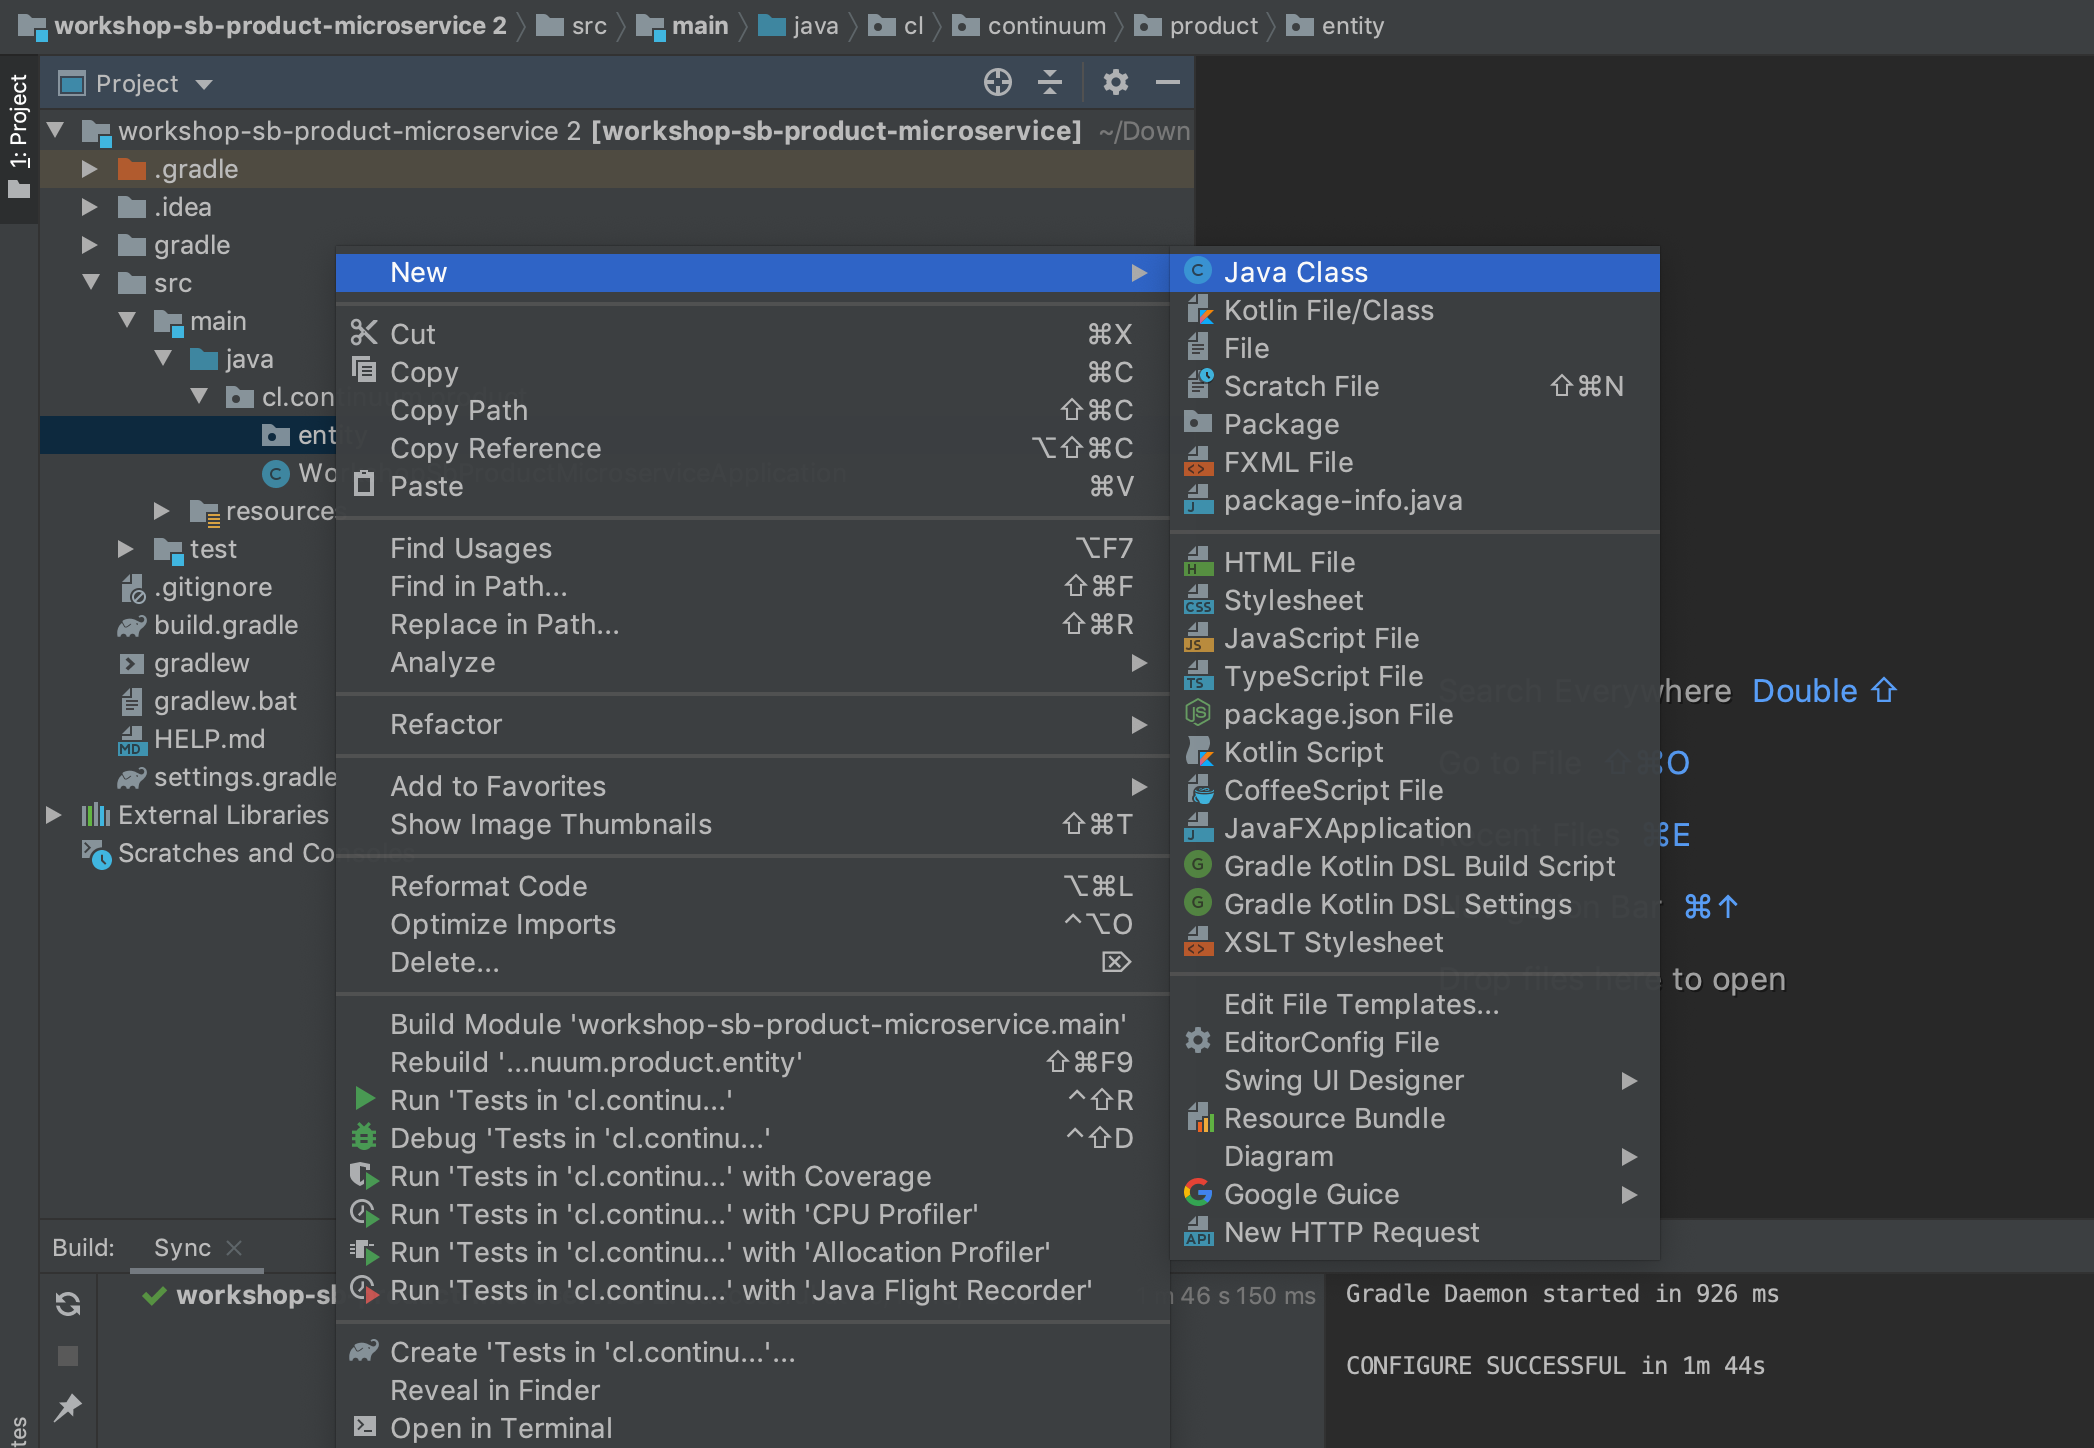 workshop-sb-product-microservice 2 src main java cl continuum product entity
1: Project
Project
workshop-sb-product-microservice 2 [workshop-sb-product-microservice] ~/Down
.gradle
.idea
gradle
src
main
java
cl.con
entity
WorkshopSbProductMicroserviceApplication
resources
test
.gitignore
build.gradle
gradlew
gradlew.bat
MD HELP.md
settings.gradle
External Libraries
Scratches and Consoles
New
Cut ⌘X
Copy ⌘C
Copy Path ⇧⌘C
Copy Reference ⌥⇧⌘C
Paste ⌘V
Find Usages ⌥F7
Find in Path... ⇧⌘F
Replace in Path... ⇧⌘R
Analyze
Refactor
Add to Favorites
Show Image Thumbnails ⇧⌘T
Reformat Code ⌥⌘L
Optimize Imports ^⌥O
Delete... ⌦
Build Module 'workshop-sb-product-microservice.main'
Rebuild '...nuum.product.entity' ⇧⌘F9
Run 'Tests in 'cl.continu...' ^⇧R
Debug 'Tests in 'cl.continu...' ^⇧D
Run 'Tests in 'cl.continu...' with Coverage
Run 'Tests in 'cl.continu...' with 'CPU Profiler'
Run 'Tests in 'cl.continu...' with 'Allocation Profiler'
Run 'Tests in 'cl.continu...' with 'Java Flight Recorder'
Create 'Tests in 'cl.continu...'...
Reveal in Finder
Open in Terminal
C Java Class
Kotlin File/Class
File
Scratch File ⇧⌘N
Package
FXML File
J package-info.java
H HTML File
CSS Stylesheet
JS JavaScript File
TS TypeScript File
JS package.json File
Kotlin Script
CoffeeScript File
J JavaFXApplication
G Gradle Kotlin DSL Build Script
G Gradle Kotlin DSL Settings
XSLT Stylesheet
Edit File Templates...
EditorConfig File
Swing UI Designer
Resource Bundle
Diagram
Google Guice
API New HTTP Request
Search Everywhere Double ⇧
Go to File ⇧⌘O
Recent Files ⌘E
Bar ⌘↑
Drop files here to open
Build: Sync
workshop-sb
46 s 150 ms
Gradle Daemon started in 926 ms
CONFIGURE SUCCESSFUL in 1m 44s